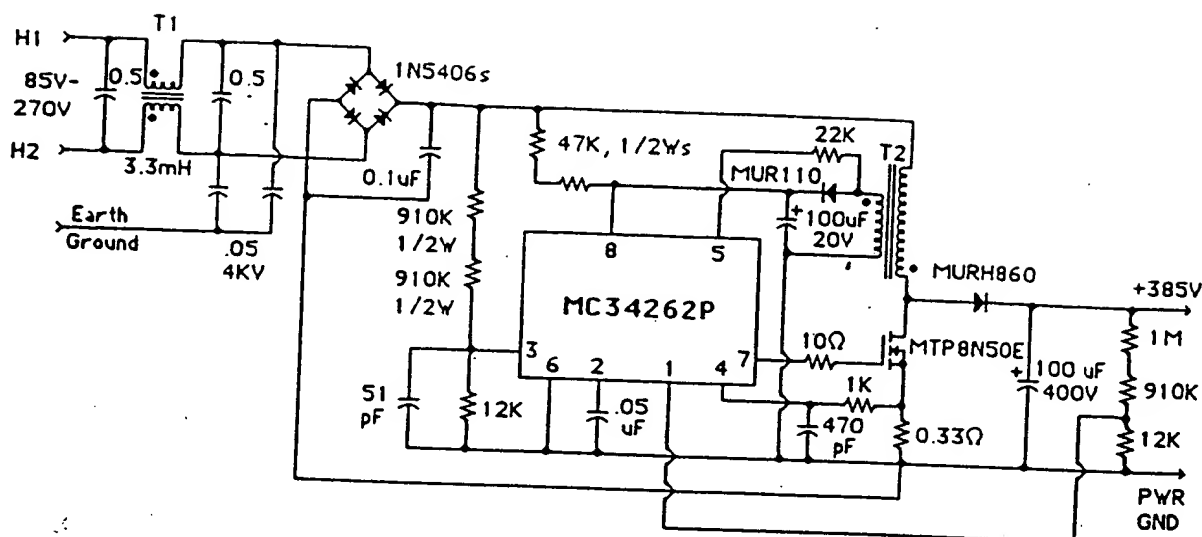 T1
H1
85V-
270V
H2
0.5
0.5
3.3mH
1N5406s
0.1uF
Earth
Ground
.05
4KV
47K, 1/2Ws
22K
T2
MUR110
+
100uF
20V
910K
1/2W
910K
1/2W
8
5
MC34262P
3
6
2
1
4
7
51
pF
12K
.05
uF
10Ω
MTP8N50E
1K
470
pF
0.33Ω
MURH860
+385V
+
100 uF
400V
1M
910K
12K
PWR
GND